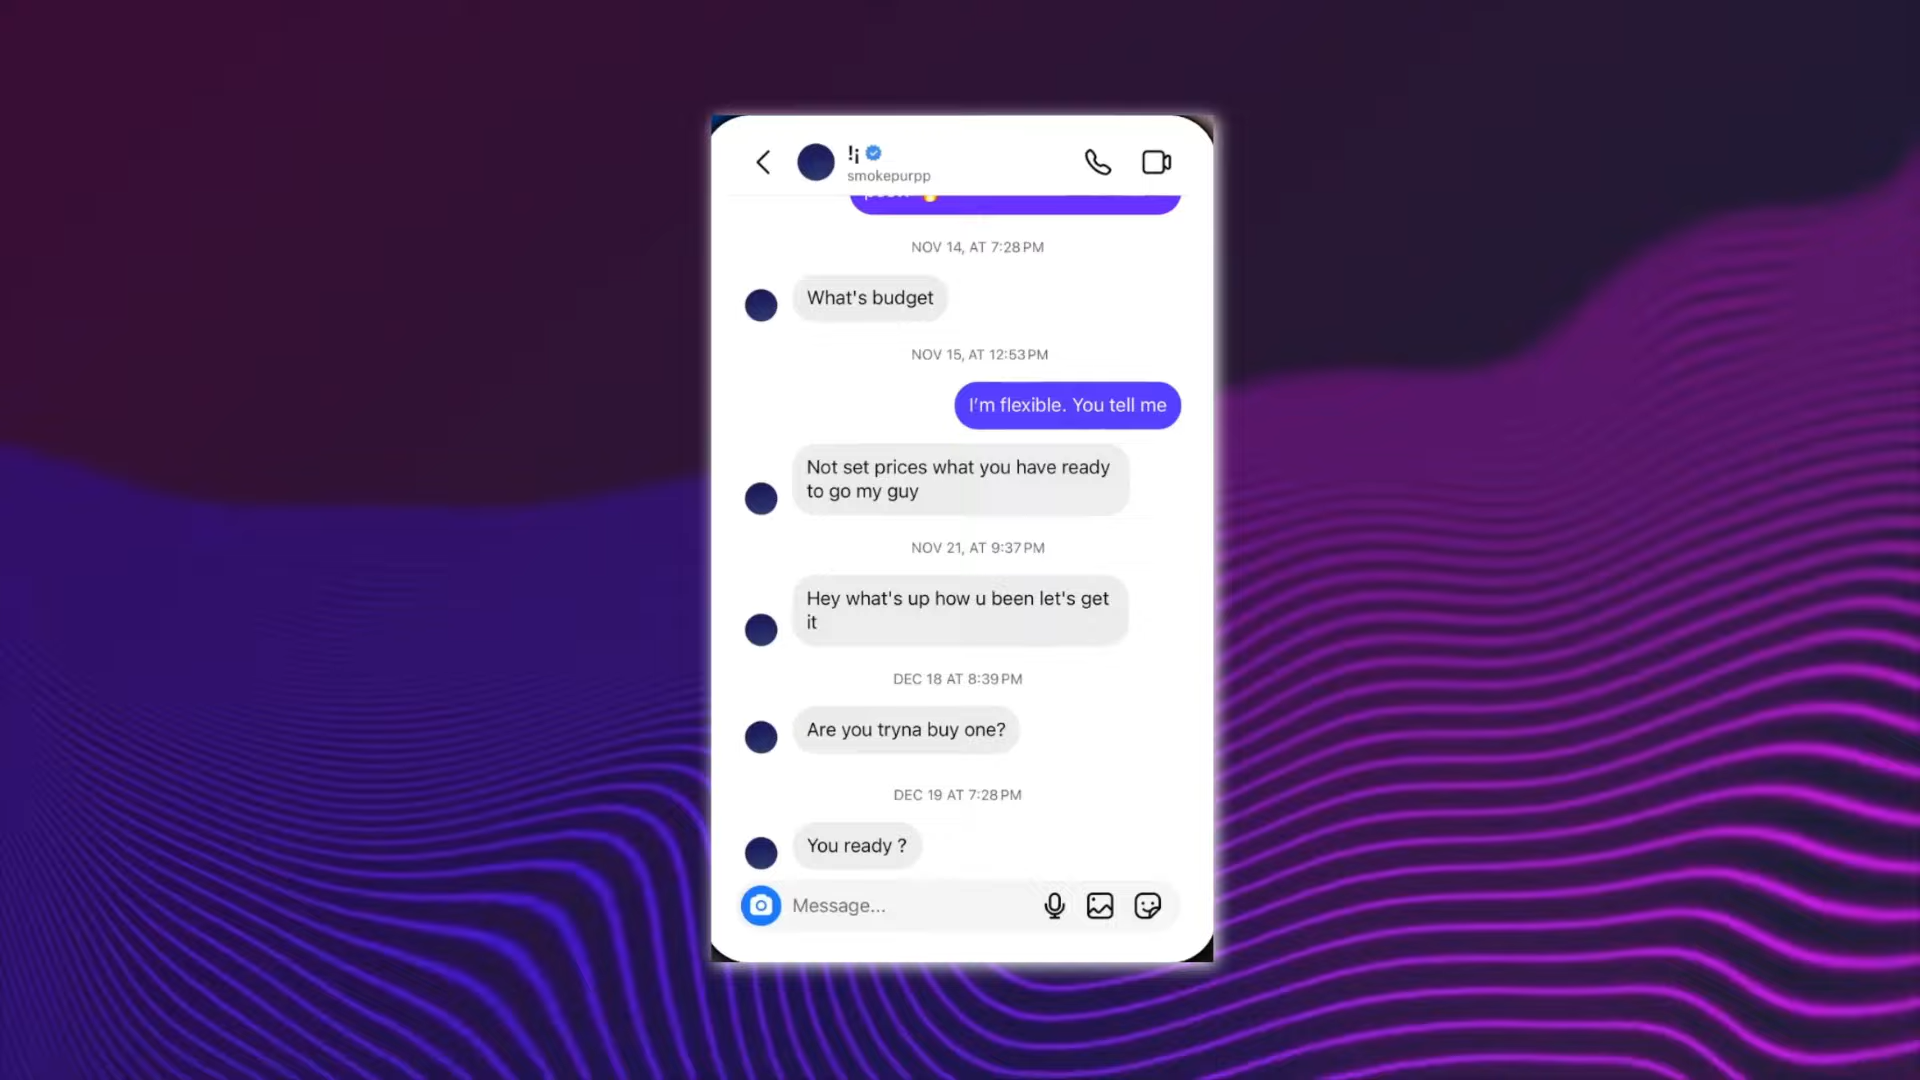 !¡
smokepurpp
NOV 14, AT 7:28 PM
What's budget
NOV 15, AT 12:53 PM
I'm flexible. You tell me
Not set prices what you have ready
to go my guy
NOV 21, AT 9:37 PM
Hey what's up how u been let's get
it
DEC 18 AT 8:39 PM
Are you tryna buy one?
DEC 19 AT 7:28 PM
You ready ?
Message...